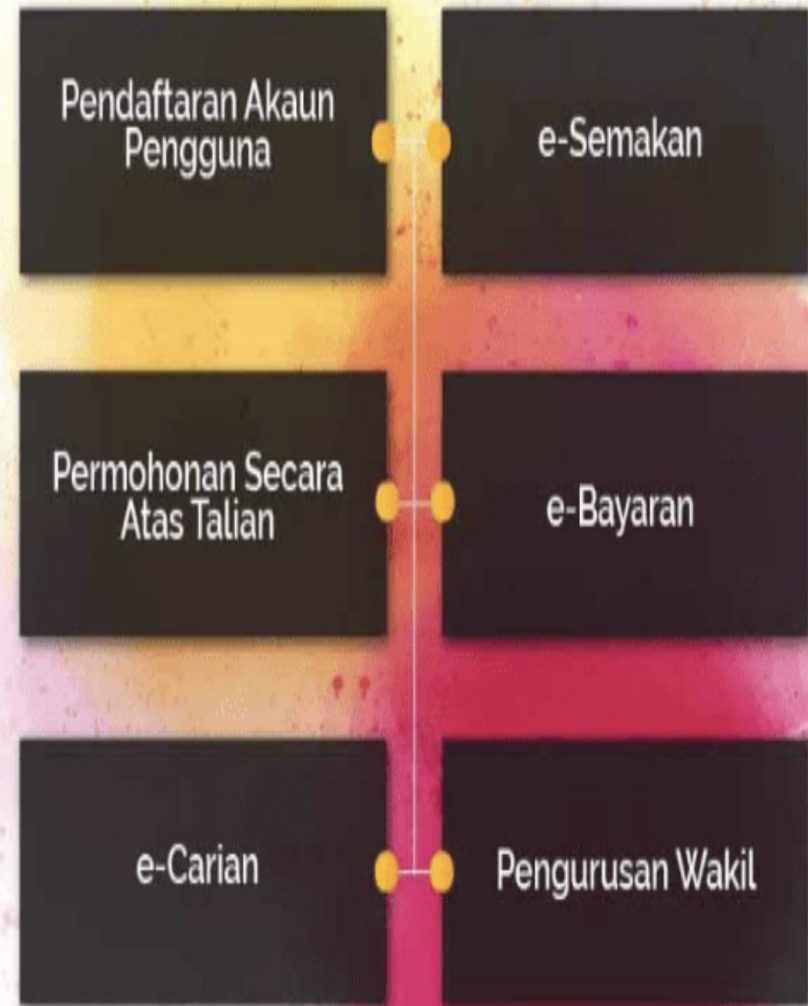 Pendaftaran Akaun
Pengguna
e-Semakan
Permohonan Secara
Atas Talian
e-Bayaran
e-Carian
Pengurusan Wakil